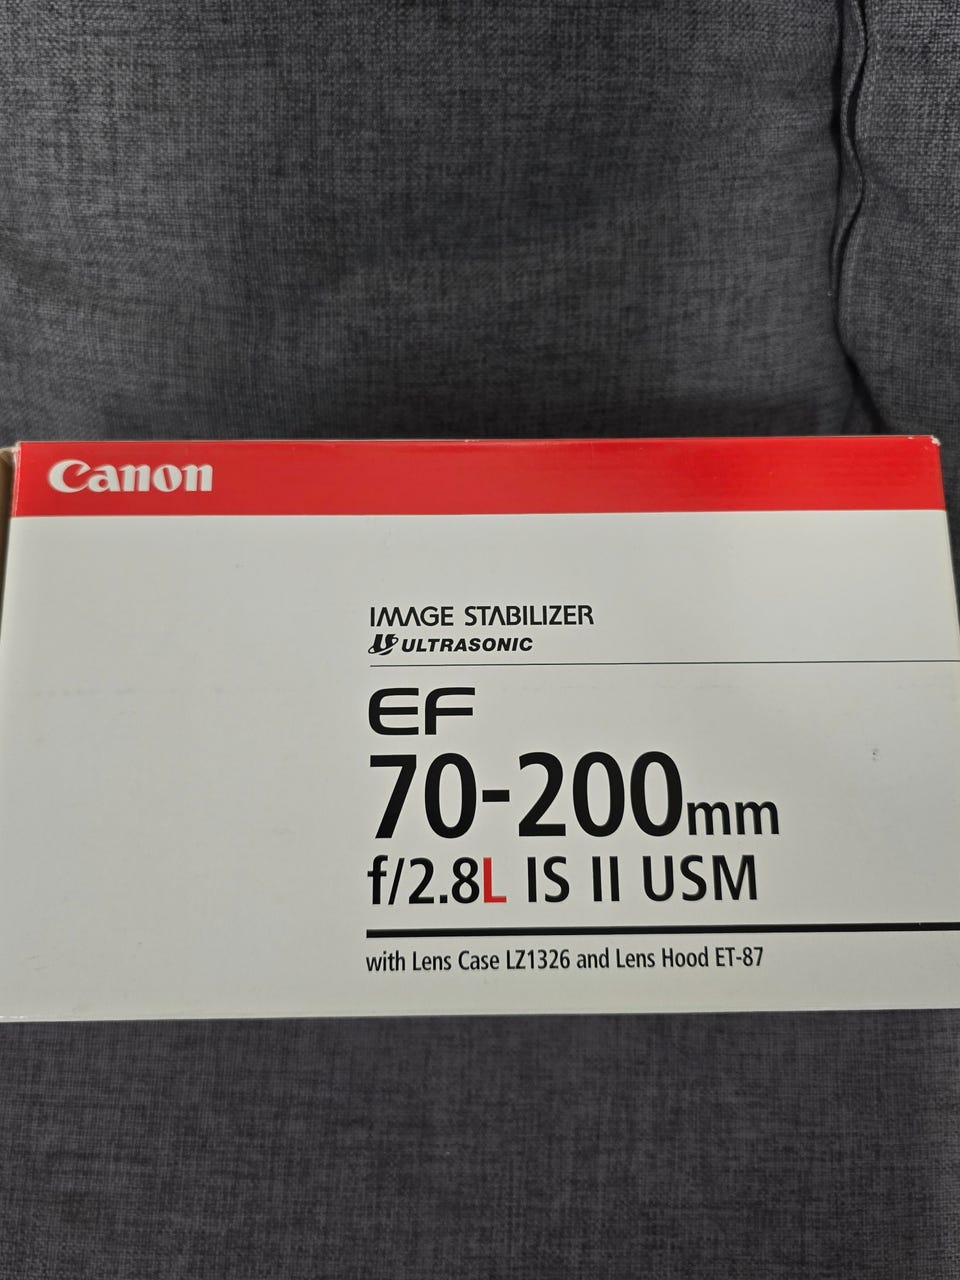 Canon
IMAGE STABILIZER
ULTRASONIC
EF
70-200mm
f/2.8L IS II USM
with Lens Case LZ1326 and Lens Hood ET-87